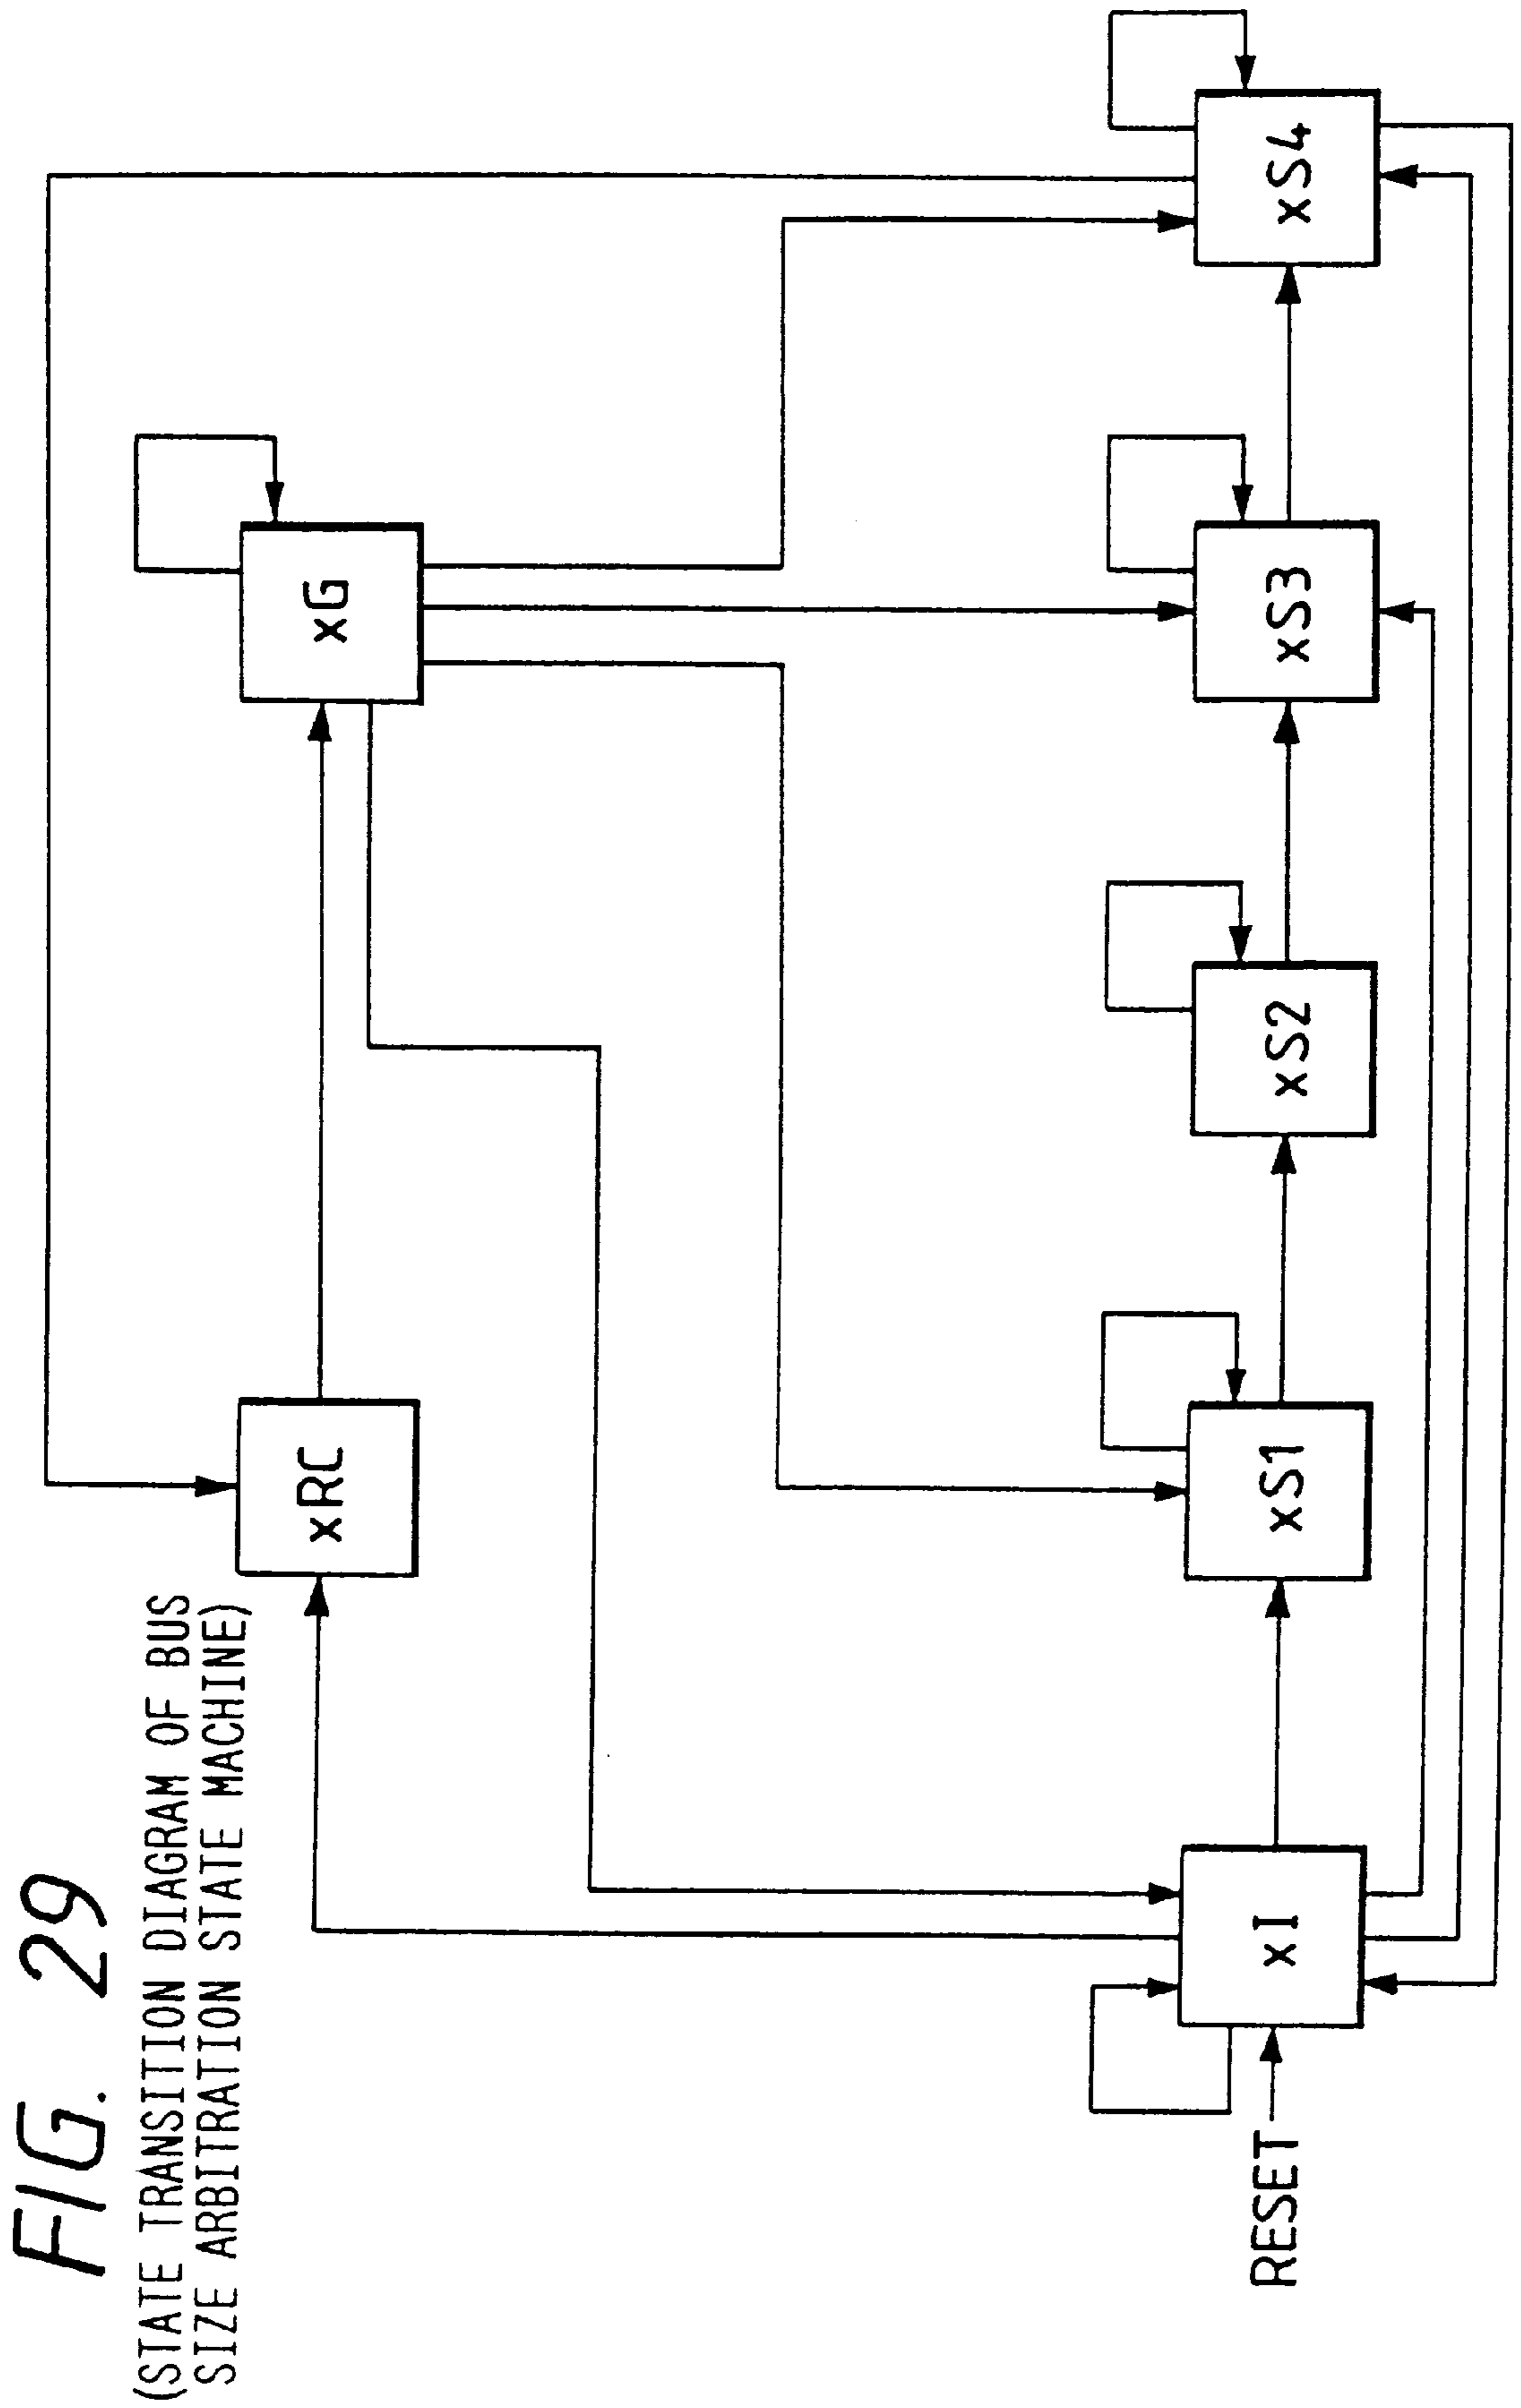 FIG. 29
(STATE TRANSITION DIAGRAM OF BUS
SIZE ARBITRATION STATE MACHINE)
xRC
xG
RESET
xI
xS1
xS2
xS3
xS4